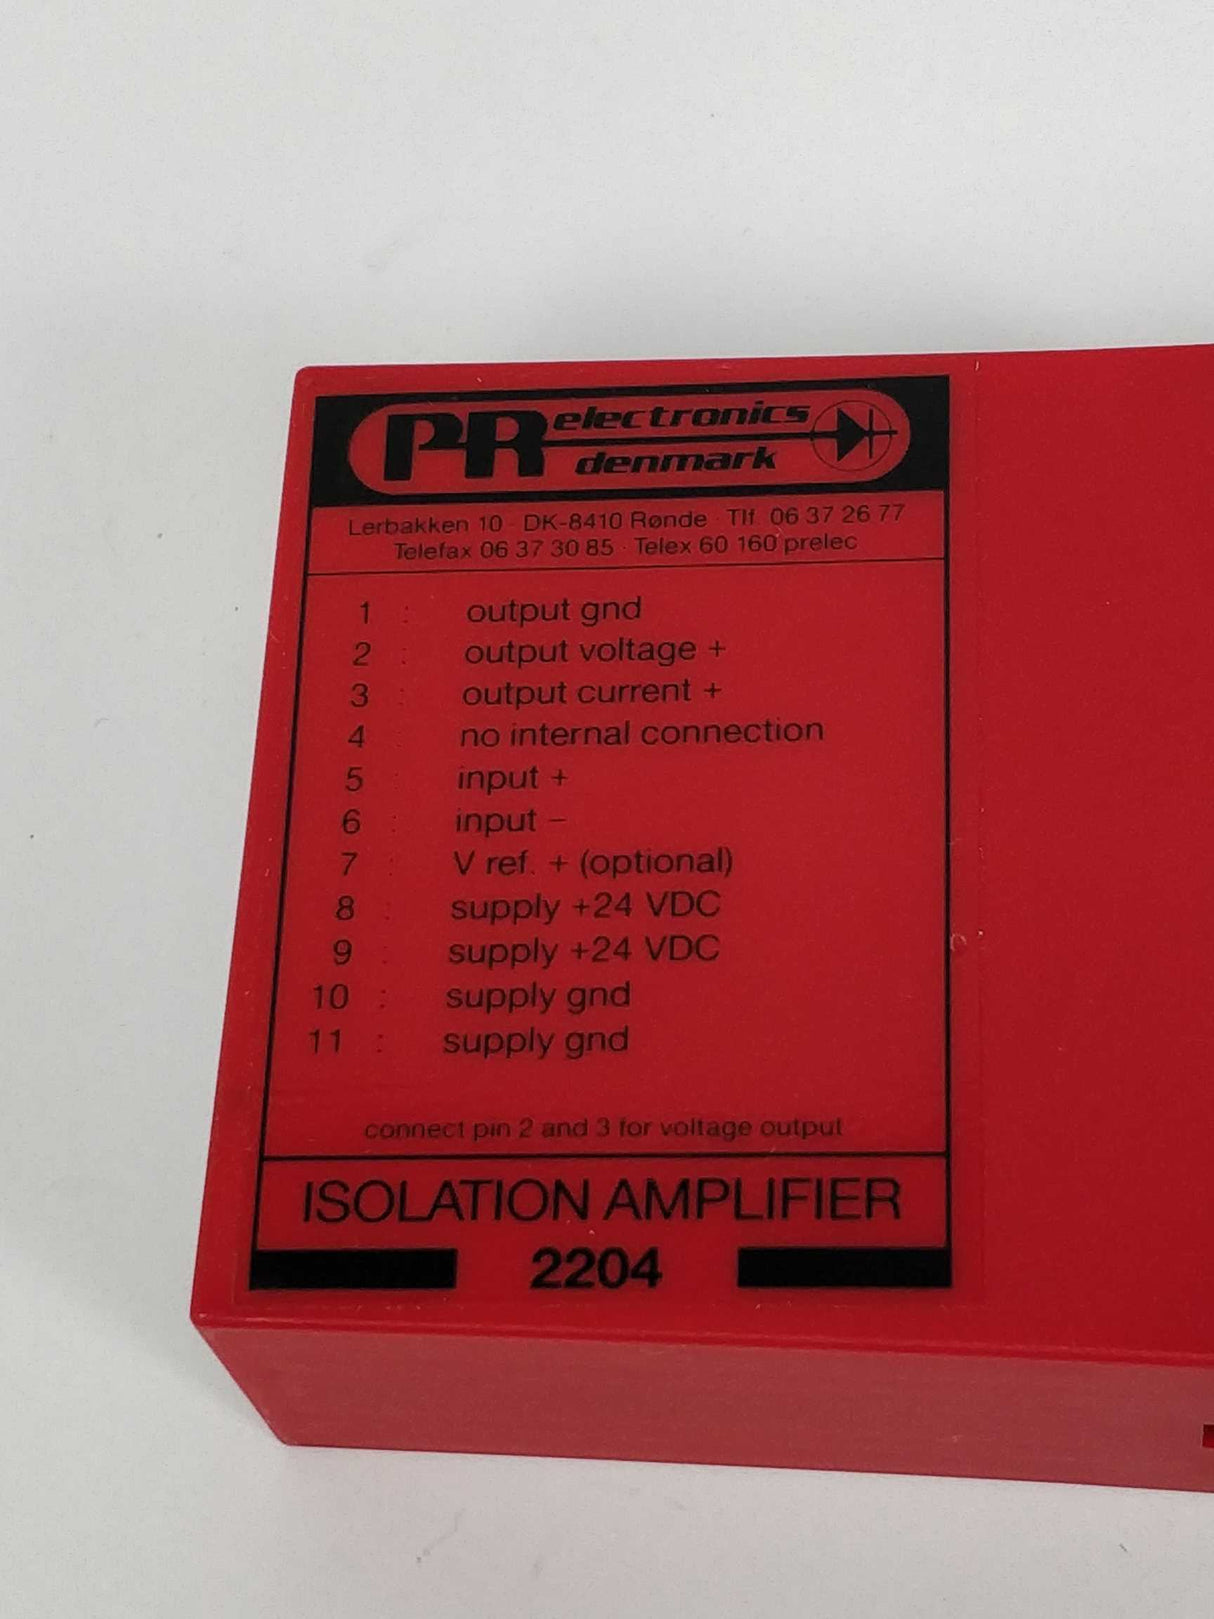 PR electronics
denmark
Lerbakken 10 · DK-8410 Rønde · Tlf. 06 37 26 77
Telefax 06 37 30 85 · Telex 60 160 prelec
1 : output gnd
2 : output voltage +
3 : output current +
4 : no internal connection
5 : input +
6 : input −
7 : V ref. + (optional)
8 : supply +24 VDC
9 : supply +24 VDC
10 : supply gnd
11 : supply gnd
connect pin 2 and 3 for voltage output
ISOLATION AMPLIFIER
2204